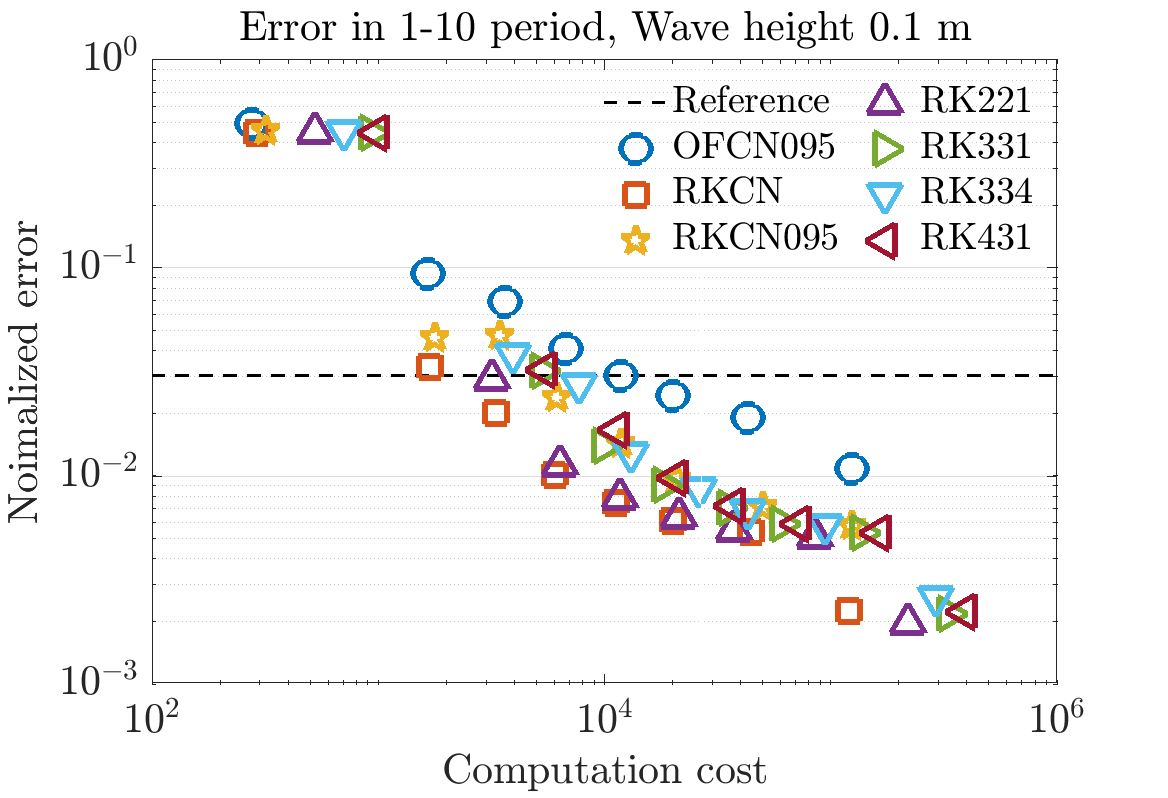 Error in 1-10 period, Wave height 0.1 m
10^0
10^-1
10^-2
10^-3
Noimalized error
Reference
OFCN095
RKCN
RKCN095
RK221
RK331
RK334
RK431
10^2
10^4
10^6
Computation cost